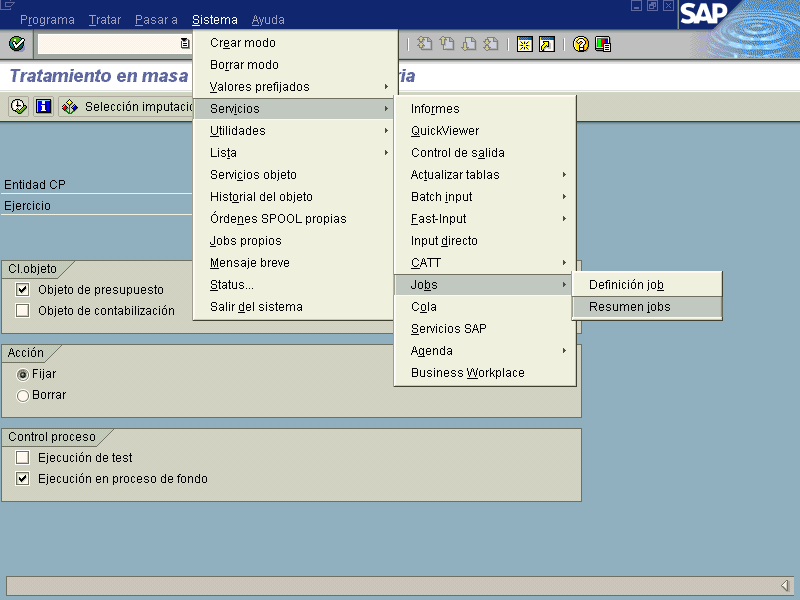 Programa Tratar Pasar a Sistema Ayuda
SAP
Tratamiento en masa
ria
Selección imputació
Crear modo
Borrar modo
Valores prefijados
Servicios
Utilidades
Lista
Servicios objeto
Historial del objeto
Órdenes SPOOL propias
Jobs propios
Mensaje breve
Status...
Salir del sistema
Informes
QuickViewer
Control de salida
Actualizar tablas
Batch input
Fast-Input
Input directo
CATT
Jobs
Cola
Servicios SAP
Agenda
Business Workplace
Definición job
Resumen jobs
Entidad CP
Ejercicio
Cl.objeto
Objeto de presupuesto
Objeto de contabilización
Acción
Fijar
Borrar
Control proceso
Ejecución de test
Ejecución en proceso de fondo